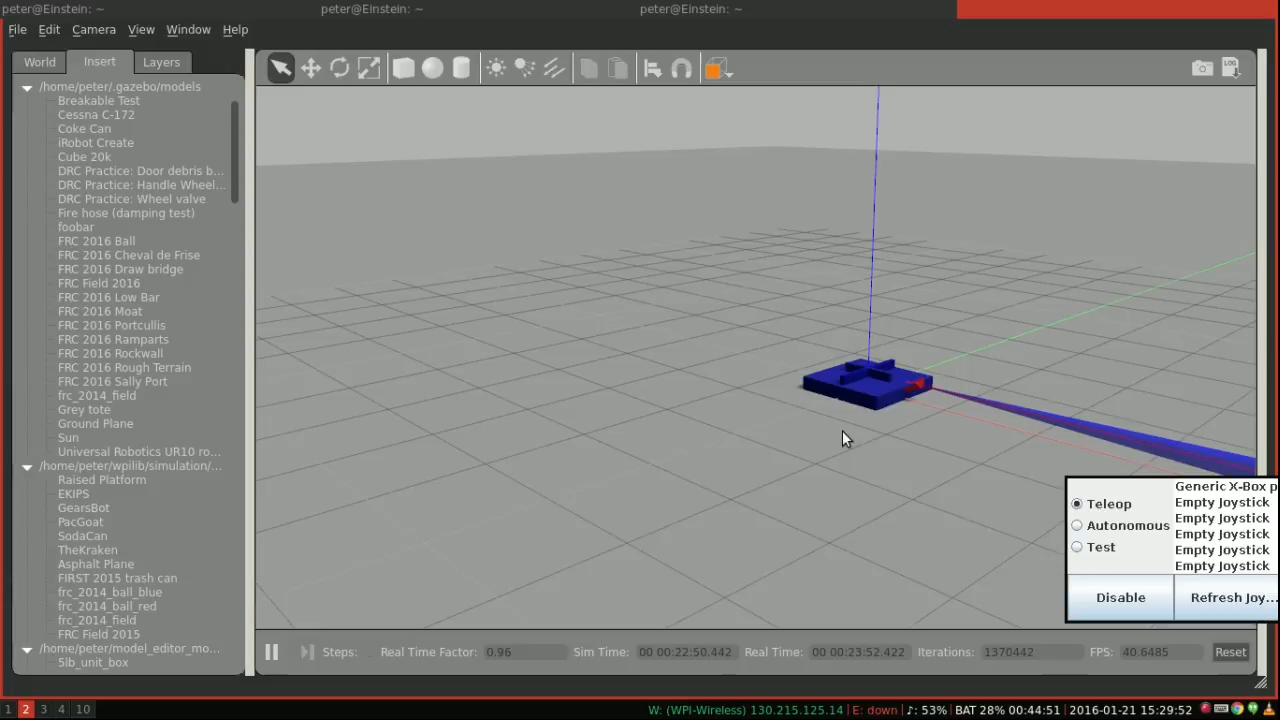 peter@Einstein: ~ peter@Einstein: ~ peter@Einstein: ~
File Edit Camera View Window Help
World Insert Layers
/home/peter/.gazebo/models
Breakable Test
Cessna C-172
Coke Can
iRobot Create
Cube 20k
DRC Practice: Door debris b...
DRC Practice: Handle Wheel...
DRC Practice: Wheel valve
Fire hose (damping test)
foobar
FRC 2016 Ball
FRC 2016 Cheval de Frise
FRC 2016 Draw bridge
FRC Field 2016
FRC 2016 Low Bar
FRC 2016 Moat
FRC 2016 Portcullis
FRC 2016 Ramparts
FRC 2016 Rockwall
FRC 2016 Rough Terrain
FRC 2016 Sally Port
frc_2014_field
Grey tote
Ground Plane
Sun
Universal Robotics UR10 ro...
/home/peter/wpilib/simulation/...
Raised Platform
EKIPS
GearsBot
PacGoat
SodaCan
TheKraken
Asphalt Plane
FIRST 2015 trash can
frc_2014_ball_blue
frc_2014_ball_red
frc_2014_field
FRC Field 2015
/home/peter/model_editor_mo...
5lb_unit_box
LOG
Teleop
Autonomous
Test
Generic X-Box p
Empty Joystick
Empty Joystick
Empty Joystick
Empty Joystick
Empty Joystick
Disable Refresh Joy...
Steps: Real Time Factor: 0.96 Sim Time: 00 00:22:50.442 Real Time: 00 00:23:52.422 Iterations: 1370442 FPS: 40.6485 Reset
1 2 3 4 10 W: (WPI-Wireless) 130.215.125.14 | E: down | ♪: 53% | BAT 28% 00:44:51 | 2016-01-21 15:29:52